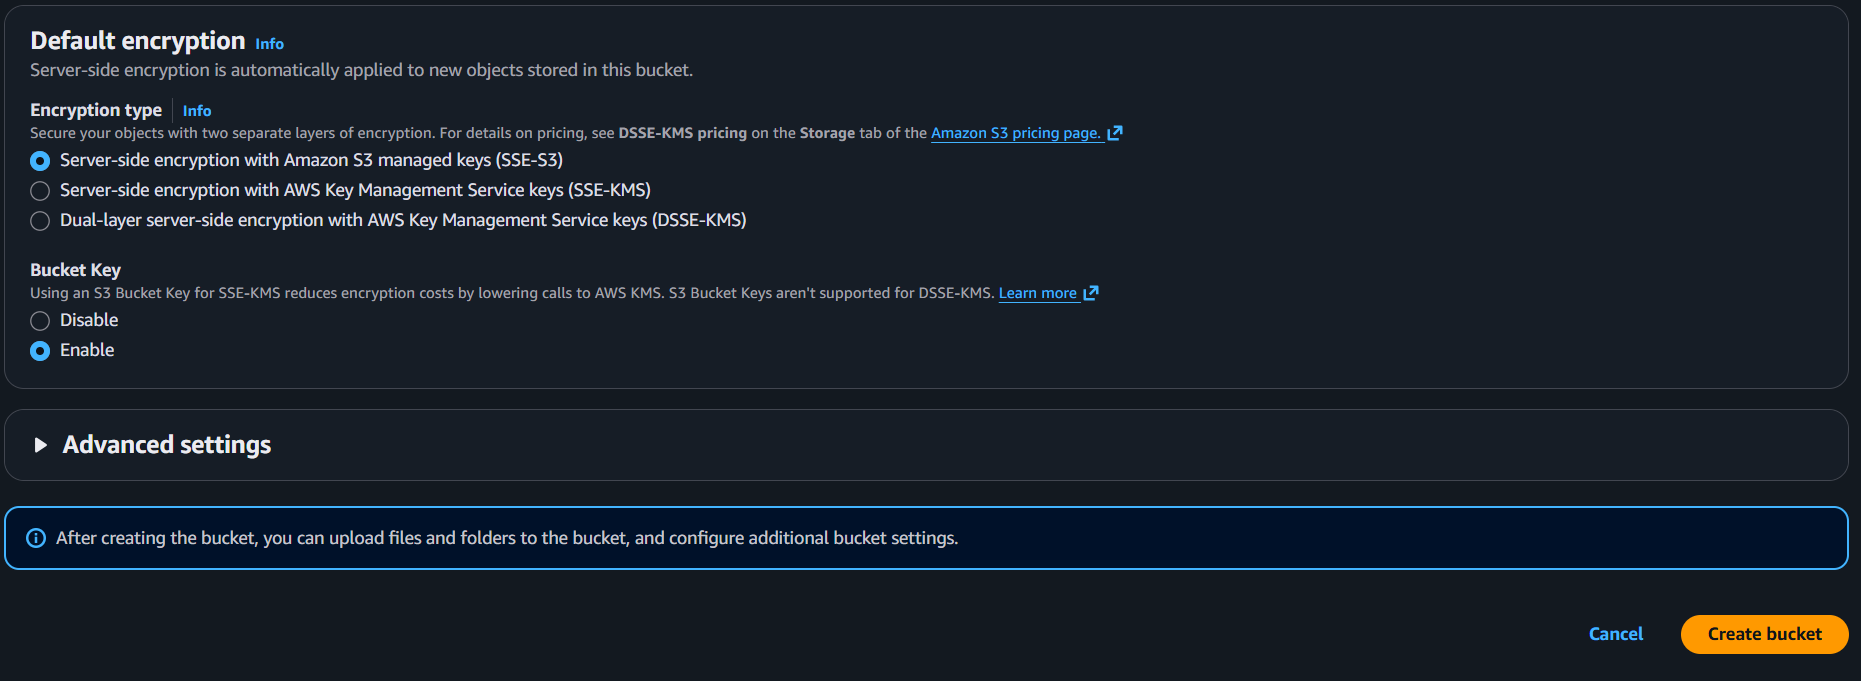 Default encryption Info
Server-side encryption is automatically applied to new objects stored in this bucket.
Encryption type Info
Secure your objects with two separate layers of encryption. For details on pricing, see DSSE-KMS pricing on the Storage tab of the Amazon S3 pricing page.
Server-side encryption with Amazon S3 managed keys (SSE-S3)
Server-side encryption with AWS Key Management Service keys (SSE-KMS)
Dual-layer server-side encryption with AWS Key Management Service keys (DSSE-KMS)
Bucket Key
Using an S3 Bucket Key for SSE-KMS reduces encryption costs by lowering calls to AWS KMS. S3 Bucket Keys aren't supported for DSSE-KMS. Learn more
Disable
Enable
Advanced settings
After creating the bucket, you can upload files and folders to the bucket, and configure additional bucket settings.
Cancel Create bucket